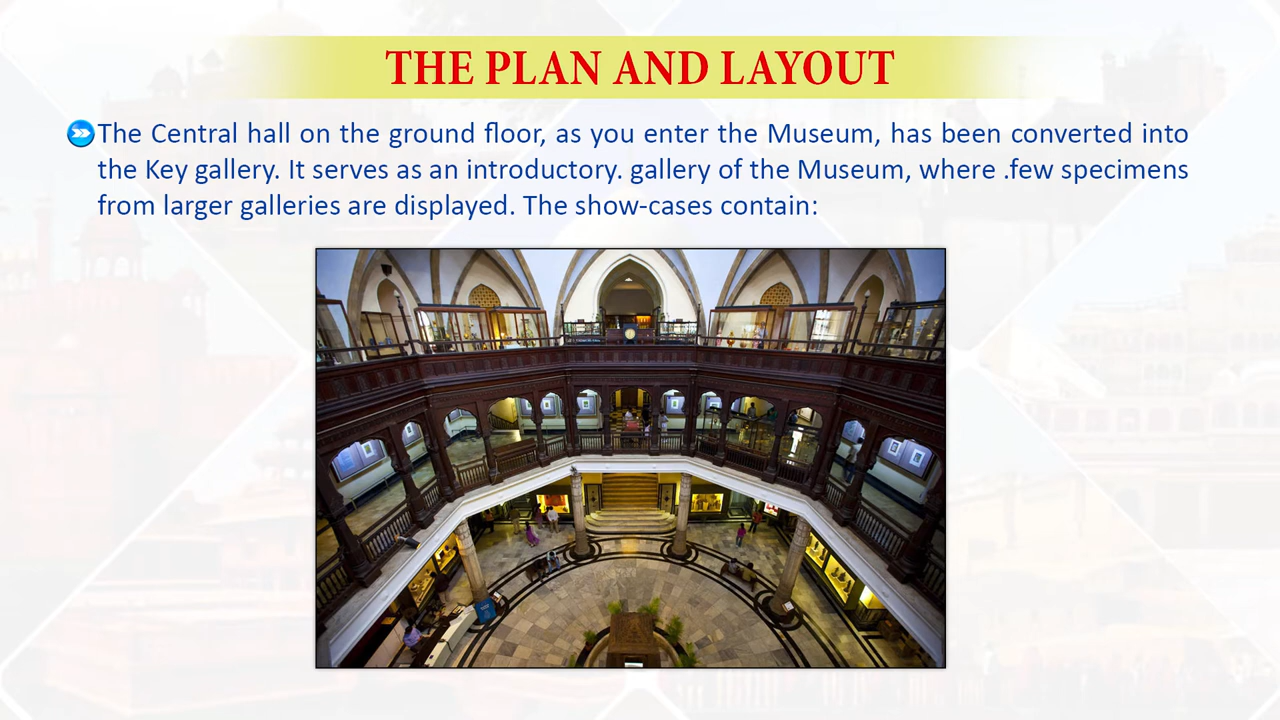 THE PLAN AND LAYOUT
The Central hall on the ground floor, as you enter the Museum, has been converted into
the Key gallery. It serves as an introductory. gallery of the Museum, where .few specimens
from larger galleries are displayed. The show-cases contain: